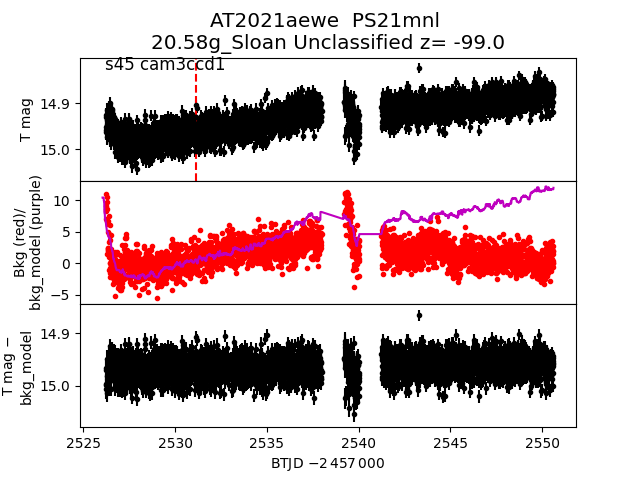 AT2021aewe  PS21mnl
20.58g_Sloan Unclassified z= -99.0
s45 cam3ccd1
T mag
14.9
15.0
Bkg (red)/
bkg_model (purple)
10
5
0
−5
T mag −
bkg_model
14.9
15.0
2525
2530
2535
2540
2545
2550
BTJD −2 457 000